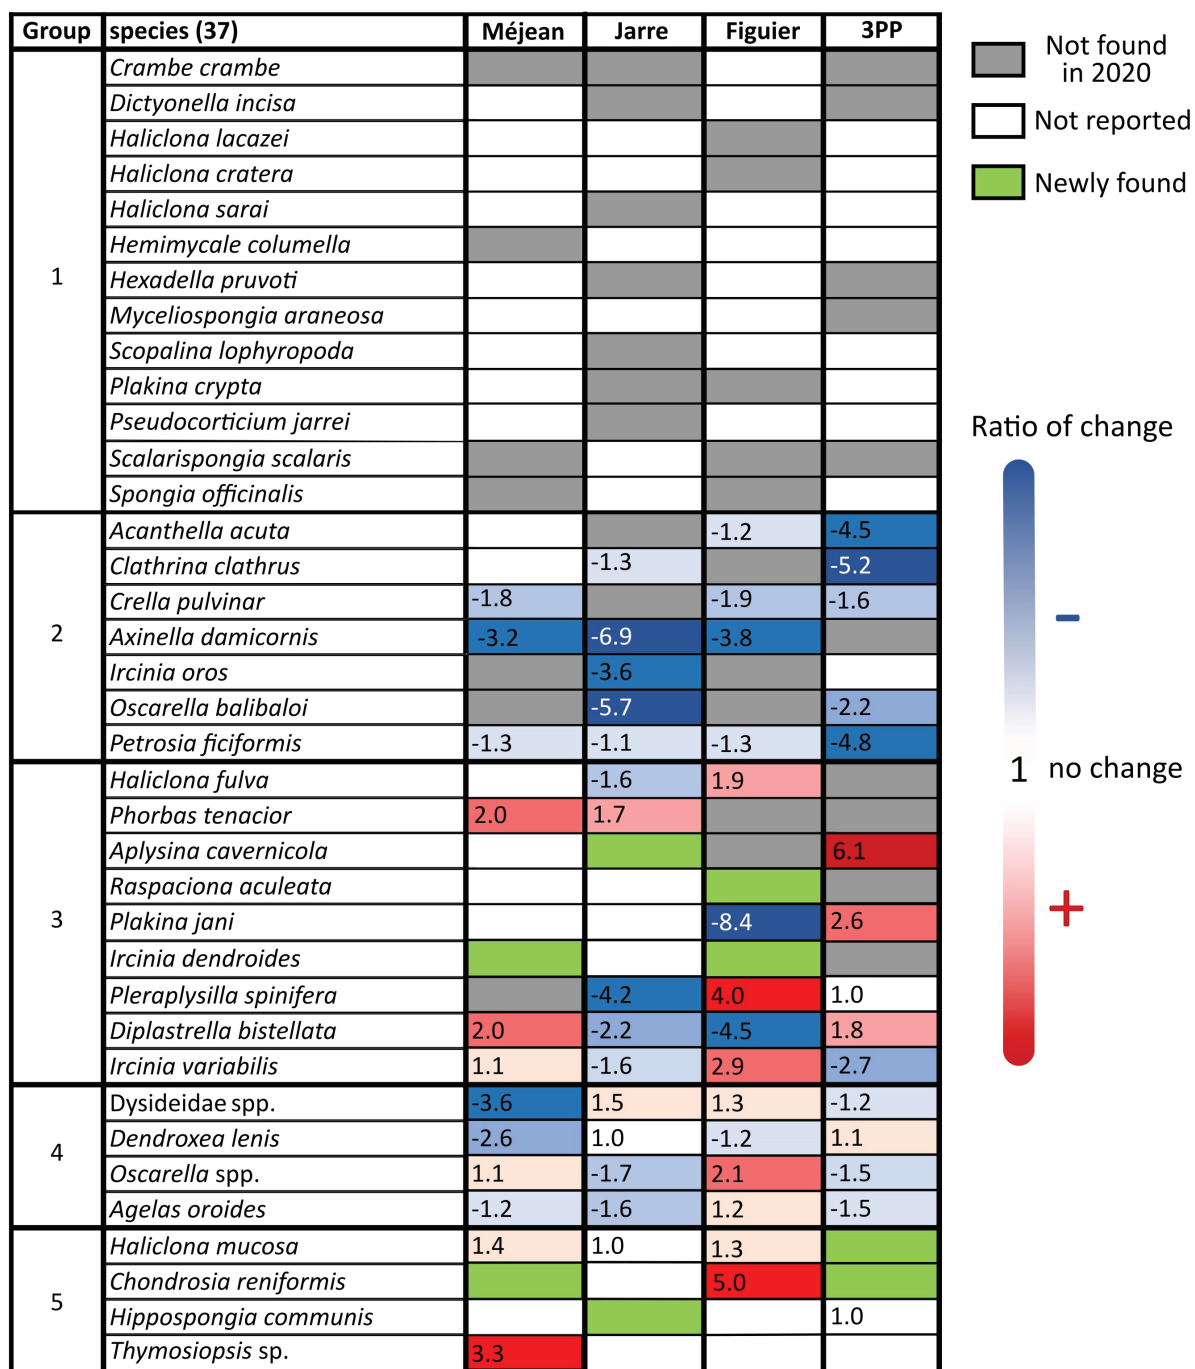 Group species (37) Méjean Jarre Figuier 3PP
Crambe crambe
Dictyonella incisa
Haliclona lacazei
Haliclona cratera
Haliclona sarai
Hemimycale columella
1 Hexadella pruvoti
Myceliospongia araneosa
Scopalina lophyropoda
Plakina crypta
Pseudocorticium jarrei
Scalarispongia scalaris
Spongia officinalis
Acanthella acuta -1.2 -4.5
Clathrina clathrus -1.3 -5.2
Crella pulvinar -1.8 -1.9 -1.6
2 Axinella damicornis -3.2 -6.9 -3.8
Ircinia oros -3.6
Oscarella balibaloi -5.7 -2.2
Petrosia ficiformis -1.3 -1.1 -1.3 -4.8
Haliclona fulva -1.6 1.9
Phorbas tenacior 2.0 1.7
Aplysina cavernicola 6.1
Raspaciona aculeata
3 Plakina jani -8.4 2.6
Ircinia dendroides
Pleraplysilla spinifera -4.2 4.0 1.0
Diplastrella bistellata 2.0 -2.2 -4.5 1.8
Ircinia variabilis 1.1 -1.6 2.9 -2.7
Dysideidae spp. -3.6 1.5 1.3 -1.2
4 Dendroxea lenis -2.6 1.0 -1.2 1.1
Oscarella spp. 1.1 -1.7 2.1 -1.5
Agelas oroides -1.2 -1.6 1.2 -1.5
Haliclona mucosa 1.4 1.0 1.3
5 Chondrosia reniformis 5.0
Hippospongia communis 1.0
Thymosiopsis sp. 3.3
Not found
in 2020
Not reported
Newly found
Ratio of change
−
1 no change
+